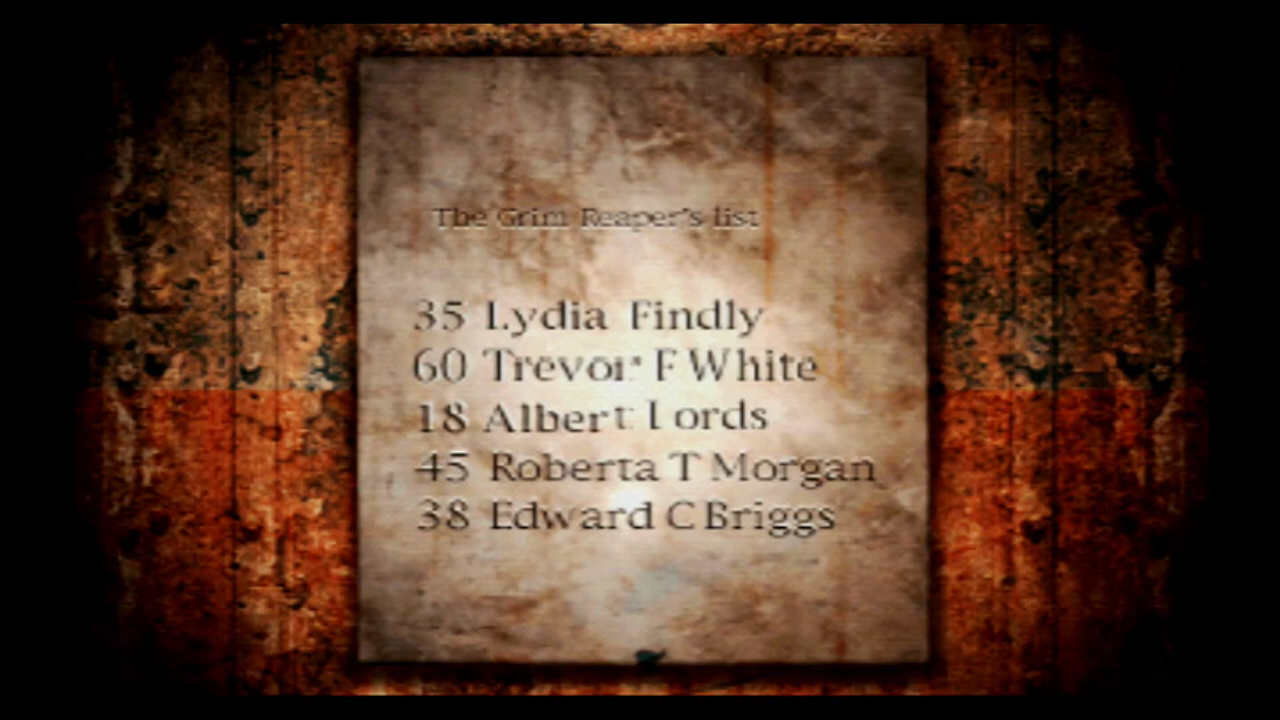 The Grim Reaper's list
35 Lydia Findly
60 Trevor F White
18 Albert Lords
45 Roberta T Morgan
38 Edward C Briggs